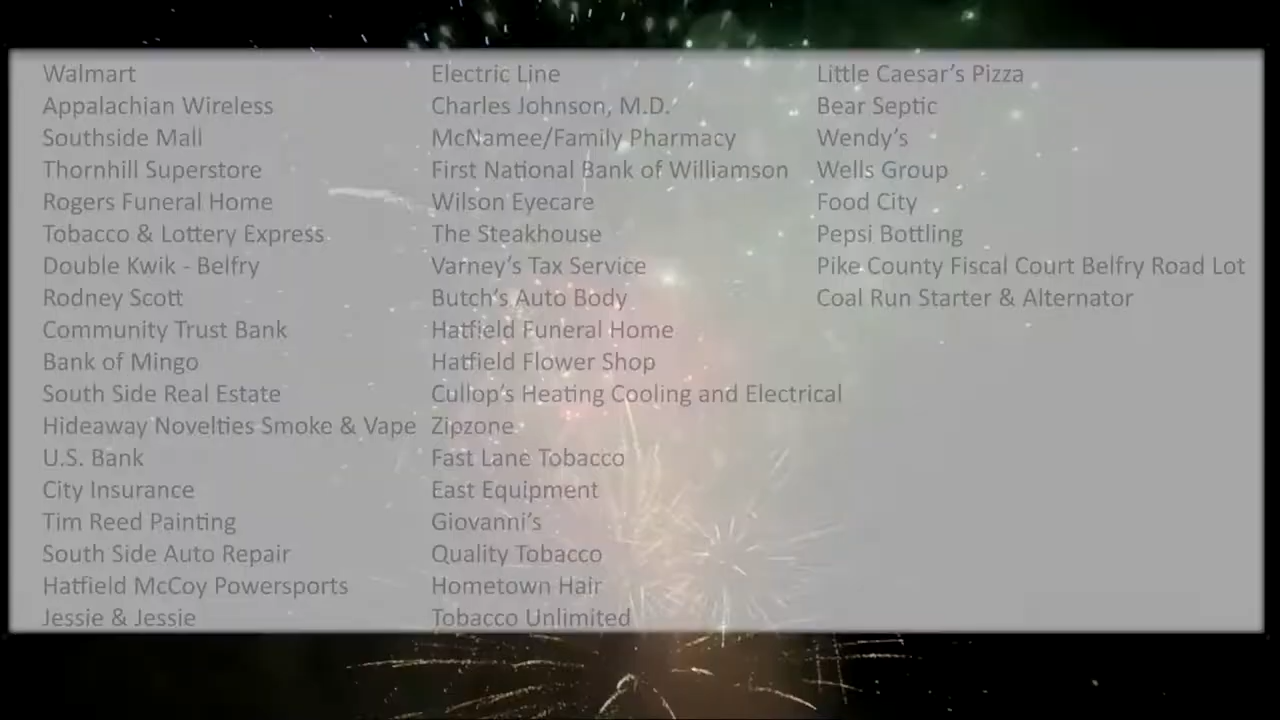 Walmart
Appalachian Wireless
Southside Mall
Thornhill Superstore
Rogers Funeral Home
Tobacco & Lottery Express
Double Kwik - Belfry
Rodney Scott
Community Trust Bank
Bank of Mingo
South Side Real Estate
Hideaway Novelties Smoke & Vape
U.S. Bank
City Insurance
Tim Reed Painting
South Side Auto Repair
Hatfield McCoy Powersports
Jessie & Jessie
Electric Line
Charles Johnson, M.D.
McNamee/Family Pharmacy
First National Bank of Williamson
Wilson Eyecare
The Steakhouse
Varney’s Tax Service
Butch’s Auto Body
Hatfield Funeral Home
Hatfield Flower Shop
Cullop’s Heating Cooling and Electrical
Zipzone
Fast Lane Tobacco
East Equipment
Giovanni’s
Quality Tobacco
Hometown Hair
Tobacco Unlimited
Little Caesar’s Pizza
Bear Septic
Wendy’s
Wells Group
Food City
Pepsi Bottling
Pike County Fiscal Court Belfry Road Lot
Coal Run Starter & Alternator